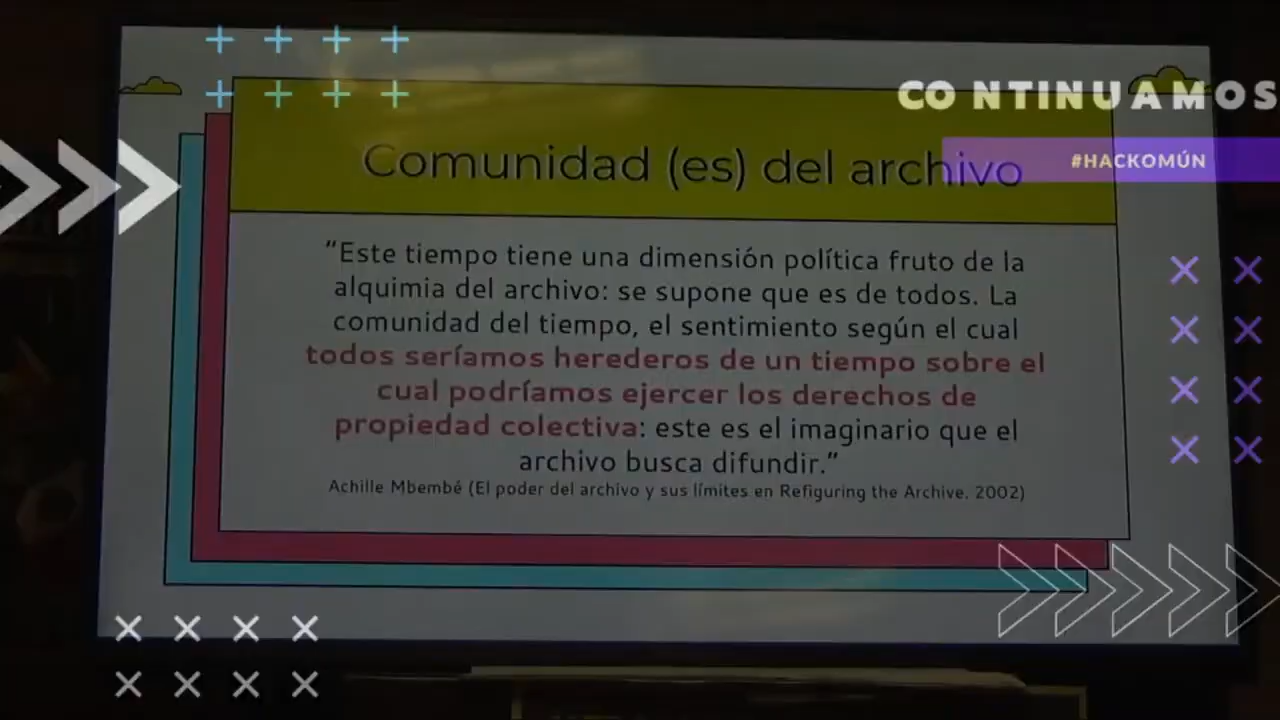 CONTINUAMOS
#HACKOMÚN
Comunidad (es) del archivo
“Este tiempo tiene una dimensión política fruto de la
alquimia del archivo: se supone que es de todos. La
comunidad del tiempo, el sentimiento según el cual
todos seríamos herederos de un tiempo sobre el
cual podríamos ejercer los derechos de
propiedad colectiva: este es el imaginario que el
archivo busca difundir.”
Achille Mbembé (El poder del archivo y sus límites en Refiguring the Archive. 2002)